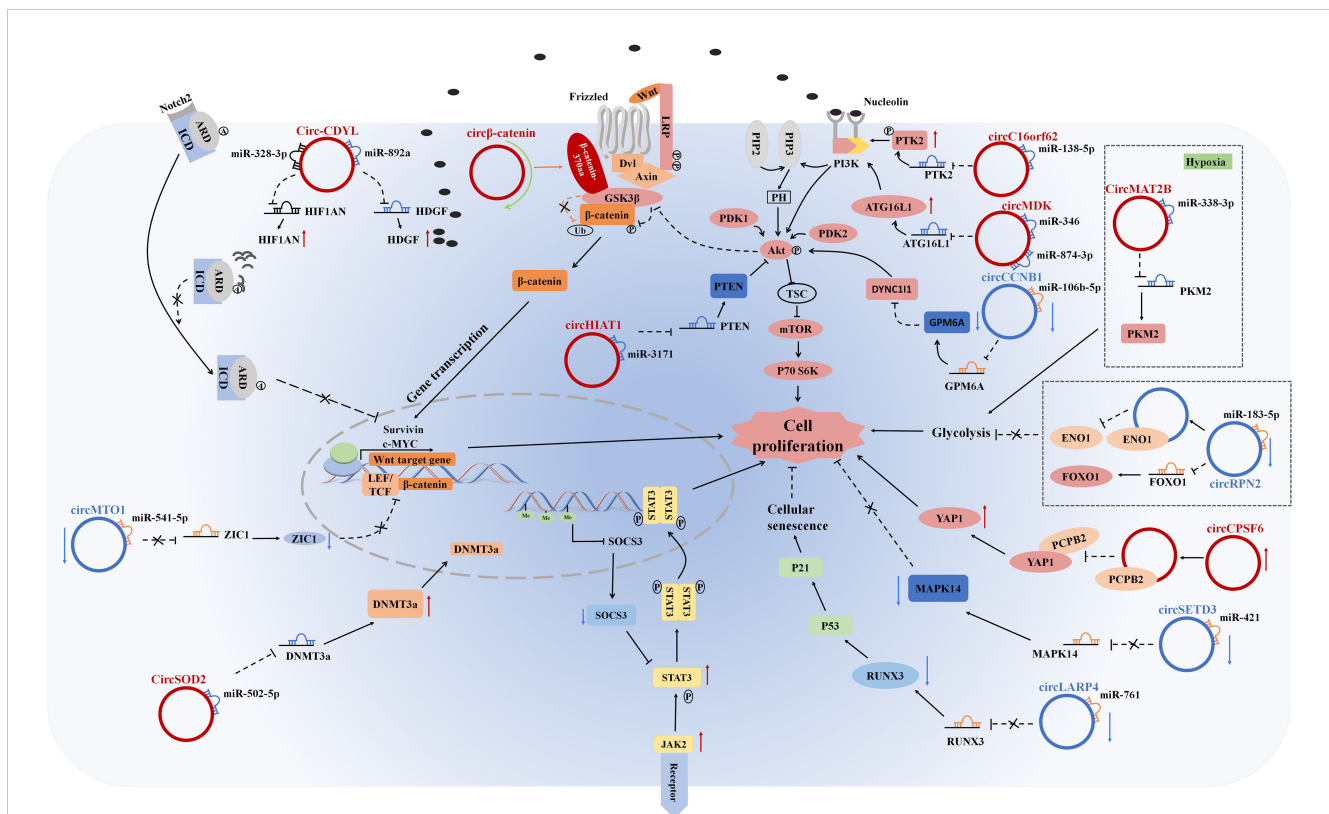 Notch2
ICD
ARD
A
Circ-CDYL
miR-328-3p
miR-892a
HIF1AN
HIF1AN
HDGF
HDGF
ICD
ARD
ICD
ARD
circβ-catenin
Frizzled
Wnt
LRP
β-catenin-
370aa
Dvl
Axin
P
P
GSK3β
β-catenin
Ub
P
β-catenin
Gene transcription
PIP2
PIP3
Nucleolin
PI3K
PH
P
PTK2
PTK2
circC16orf62
miR-138-5p
ATG16L1
ATG16L1
circMDK
miR-346
miR-874-3p
PDK1
PDK2
Akt
P
PTEN
PTEN
circHIAT1
miR-3171
TSC
mTOR
P70 S6K
DYNC1I1
GPM6A
GPM6A
circCCNB1
miR-106b-5p
Hypoxia
CircMAT2B
miR-338-3p
PKM2
PKM2
Cell
proliferation
Glycolysis
ENO1
ENO1
miR-183-5p
FOXO1
FOXO1
circRPN2
Survivin
c-MYC
Wnt target gene
LEF/
TCF
β-catenin
Me
Me
Me
STAT3
STAT3
P
P
SOCS3
circMTO1
miR-541-5p
ZIC1
ZIC1
DNMT3a
DNMT3a
DNMT3a
CircSOD2
miR-502-5p
SOCS3
P
P
STAT3
STAT3
STAT3
P
JAK2
Receptor
Cellular
senescence
P21
P53
RUNX3
RUNX3
circLARP4
miR-761
MAPK14
MAPK14
circSETD3
miR-421
YAP1
PCPB2
YAP1
PCPB2
circCPSF6